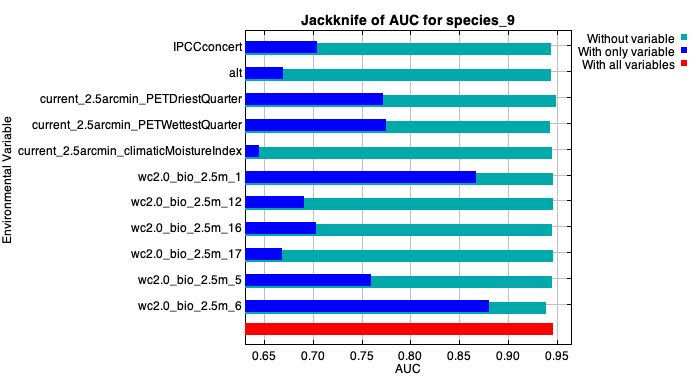 Jackknife of AUC for species_9
Without variable
With only variable
With all variables
Environmental Variable
IPCCconcert
alt
current_2.5arcmin_PETDriestQuarter
current_2.5arcmin_PETWettestQuarter
current_2.5arcmin_climaticMoistureIndex
wc2.0_bio_2.5m_1
wc2.0_bio_2.5m_12
wc2.0_bio_2.5m_16
wc2.0_bio_2.5m_17
wc2.0_bio_2.5m_5
wc2.0_bio_2.5m_6
0.65 0.70 0.75 0.80 0.85 0.90 0.95
AUC